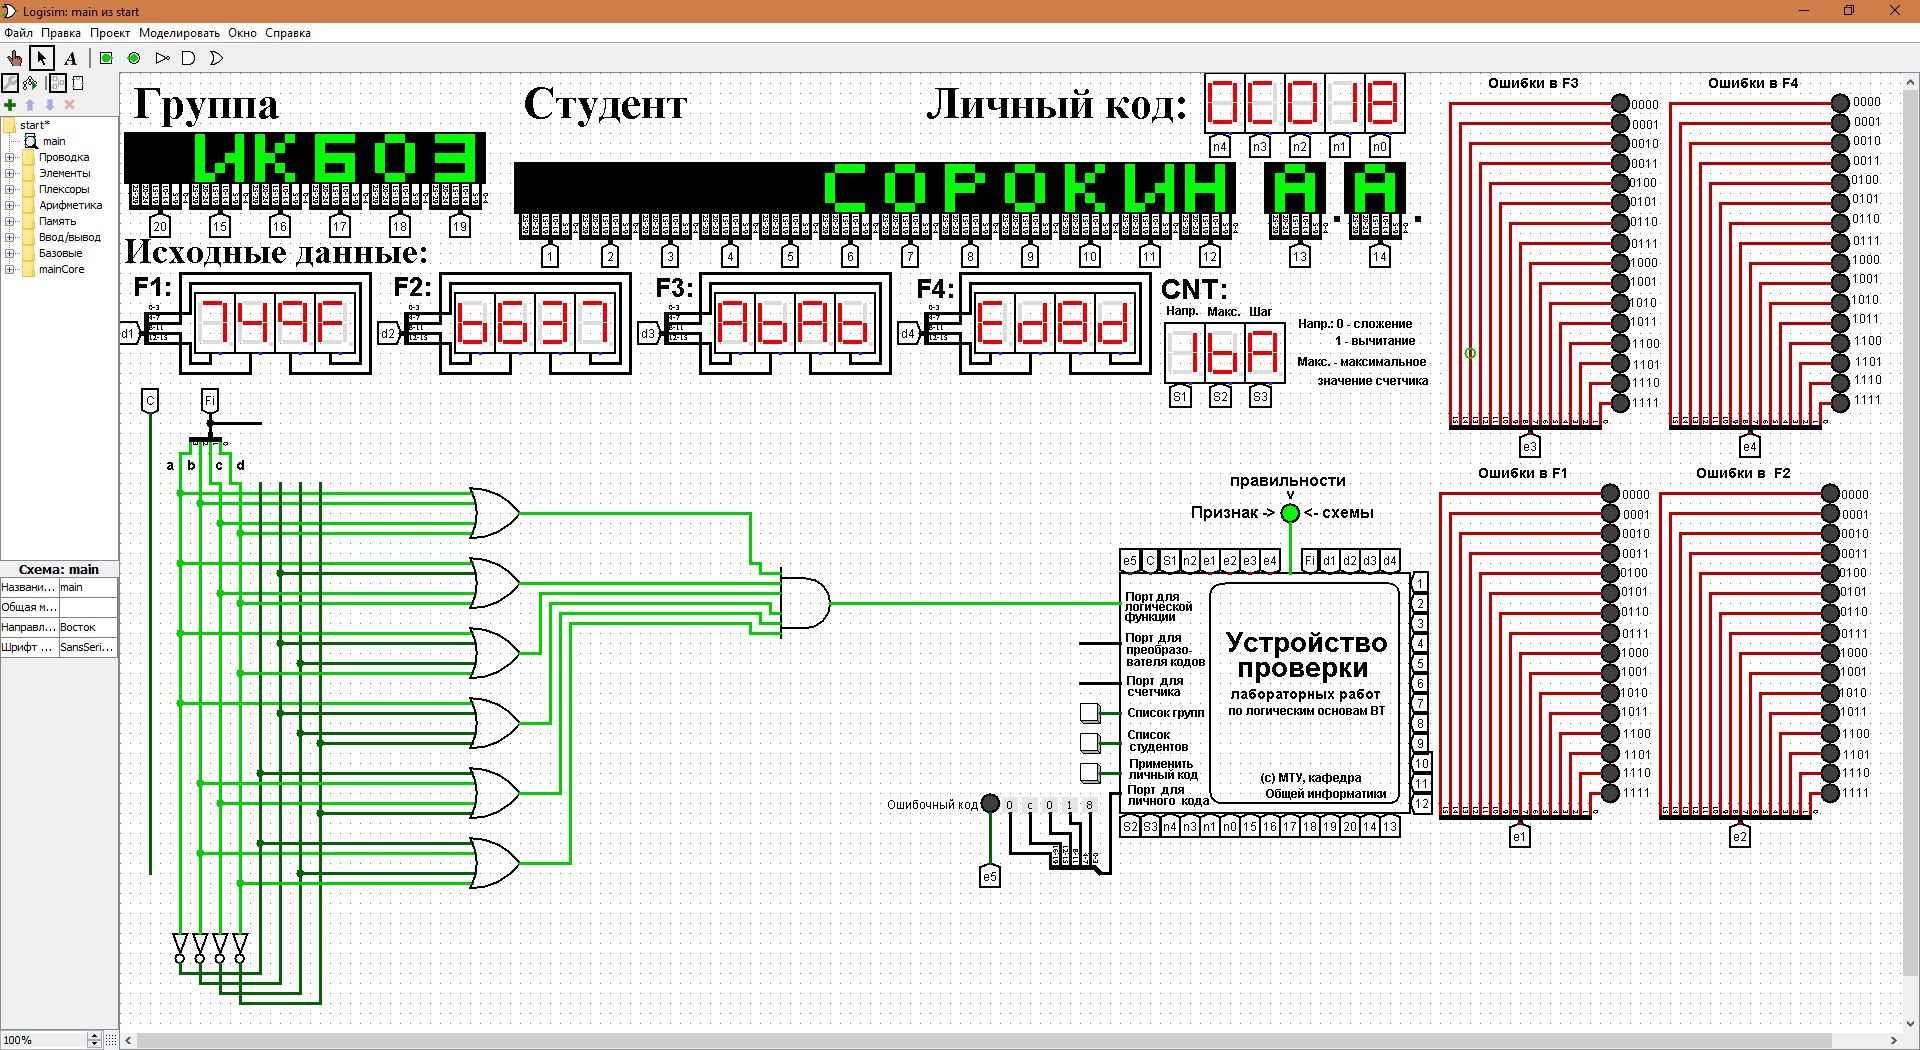 Logisim: main из start
Файл Правка Проект Моделировать Окно Справка
A
start*
main
Проводка
Элементы
Плексоры
Арифметика
Память
Ввод/вывод
Базовые
mainCore
Схема: main
Названи... main
Общая м...
Направл... Восток
Шрифт ... SansSeri...
100%
Группа Студент Личный код: 0C018
n4 n3 n2 n1 n0
ИКБОЗ
20 15 16 17 18 19
СОРОКИН А. А.
1 2 3 4 5 6 7 8 9 10 11 12 13 14
Исходные данные:
F1: F2: F3: F4: CNT:
Напр. Макс. Шаг
d1 749F d2 6631 d3 AbA6 d4 1bA
S1 S2 S3
Напр.: 0 - сложение
1 - вычитание
Макс. - максимальное
значение счетчика
C Fi
a b c d
правильности
v
Признак -> <- схемы
e5 C S1 n2 e1 e2 e3 e4 Fi d1 d2 d3 d4
Порт для
логической
функции
Порт для
преобразо-
вателя кодов
Порт для
счетчика
Список групп
Список
студентов
Применить
личный код
Порт для
личного кода
Устройство
проверки
лабораторных работ
по логическим основам ВТ
(с) МТУ, кафедра
Общей информатики
1
2
3
4
5
6
7
8
9
10
11
12
S2 S3 n4 n3 n1 n0 15 16 17 18 19 20 14 13
Ошибочный код 0 c 0 1 8
e5
Ошибки в F3
0000
0001
0010
0011
0100
0101
0110
0111
1000
1001
1010
1011
1100
1101
1110
1111
e3
Ошибки в F4
0000
0001
0010
0011
0100
0101
0110
0111
1000
1001
1010
1011
1100
1101
1110
1111
e4
Ошибки в F1
0000
0001
0010
0011
0100
0101
0110
0111
1000
1001
1010
1011
1100
1101
1110
1111
e1
Ошибки в F2
0000
0001
0010
0011
0100
0101
0110
0111
1000
1001
1010
1011
1100
1101
1110
1111
e2